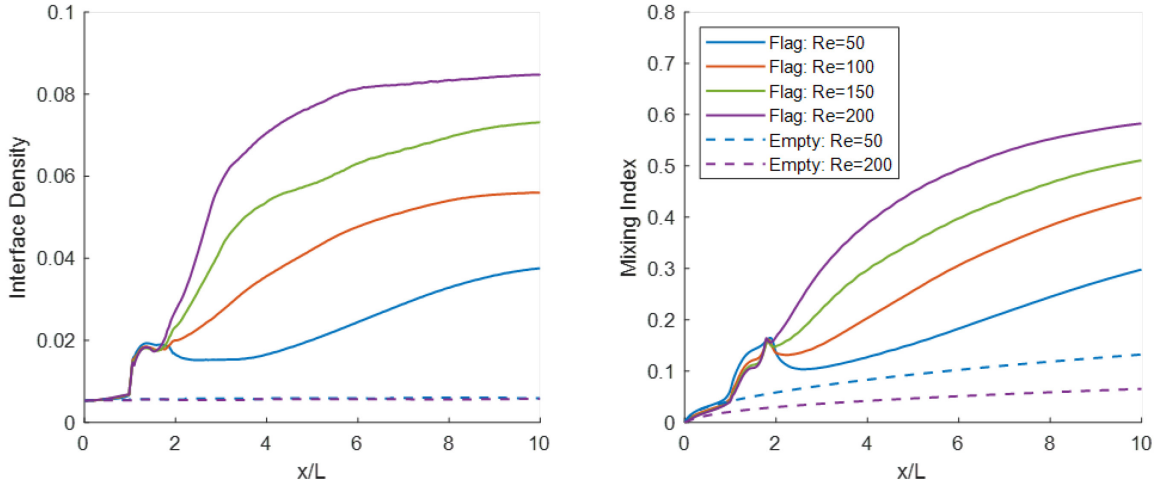 0.1
0.08
0.06
0.04
0.02
0
Interface Density
0 2 4 6 8 10
x/L
0.8
0.7
0.6
0.5
0.4
0.3
0.2
0.1
0
Mixing Index
0 2 4 6 8 10
x/L
Flag: Re=50
Flag: Re=100
Flag: Re=150
Flag: Re=200
Empty: Re=50
Empty: Re=200